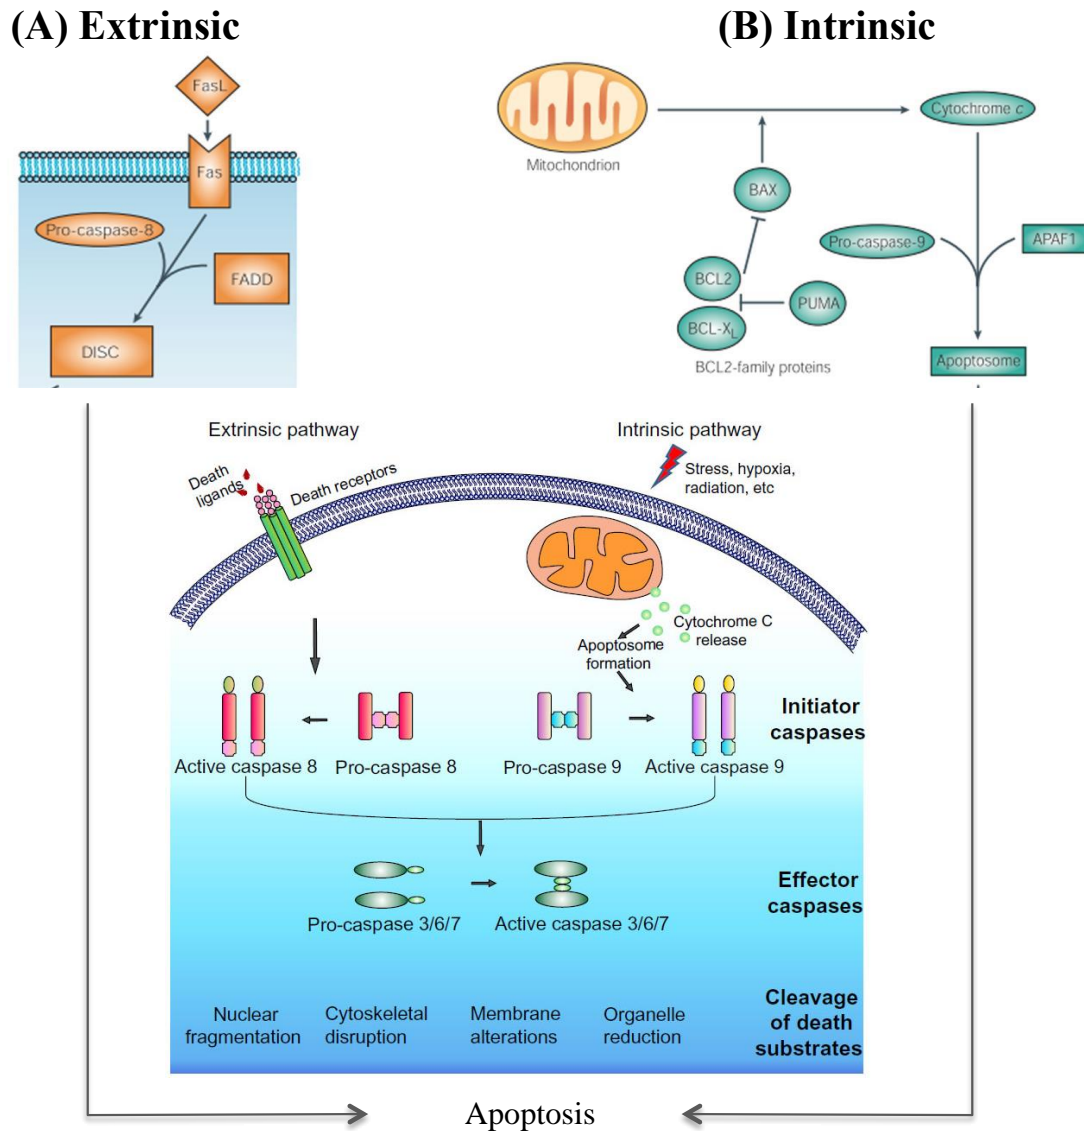 (A) Extrinsic
(B) Intrinsic
FasL
Fas
Pro-caspase-8
FADD
DISC
Mitochondrion
Cytochrome c
BAX
Pro-caspase-9
APAF1
BCL2
PUMA
BCL-XL
BCL2-family proteins
Apoptosome
Extrinsic pathway
Death
ligands
Death receptors
Intrinsic pathway
Stress, hypoxia,
radiation, etc
Cytochrome C
release
Apoptosome
formation
Initiator
caspases
Active caspase 8
Pro-caspase 8
Pro-caspase 9
Active caspase 9
Effector
caspases
Pro-caspase 3/6/7
Active caspase 3/6/7
Nuclear
fragmentation
Cytoskeletal
disruption
Membrane
alterations
Organelle
reduction
Cleavage
of death
substrates
Apoptosis